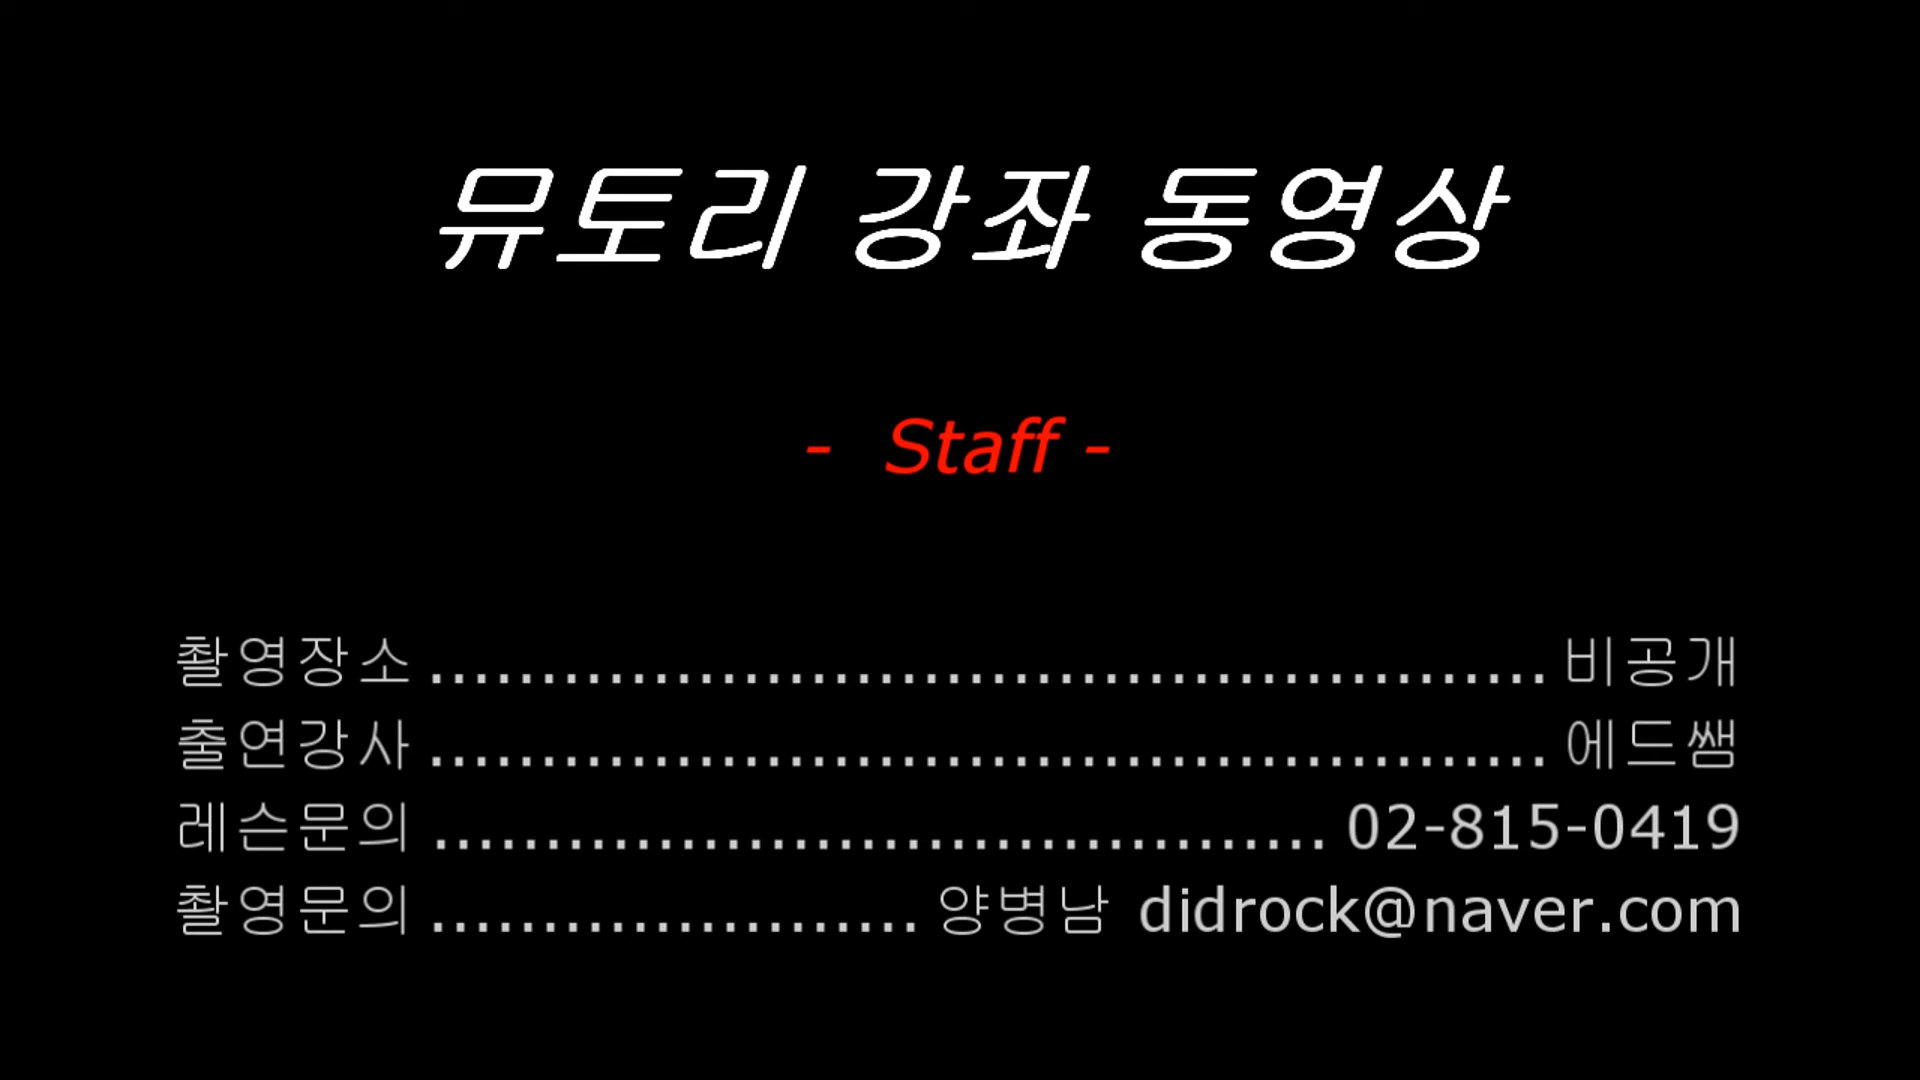 뮤토리 강좌 동영상
- Staff -
촬영장소 .................................................. 비공개
출연강사 .................................................. 에드쌤
레슨문의 ........................................ 02-815-0419
촬영문의 ...................... 양병남 didrock@naver.com